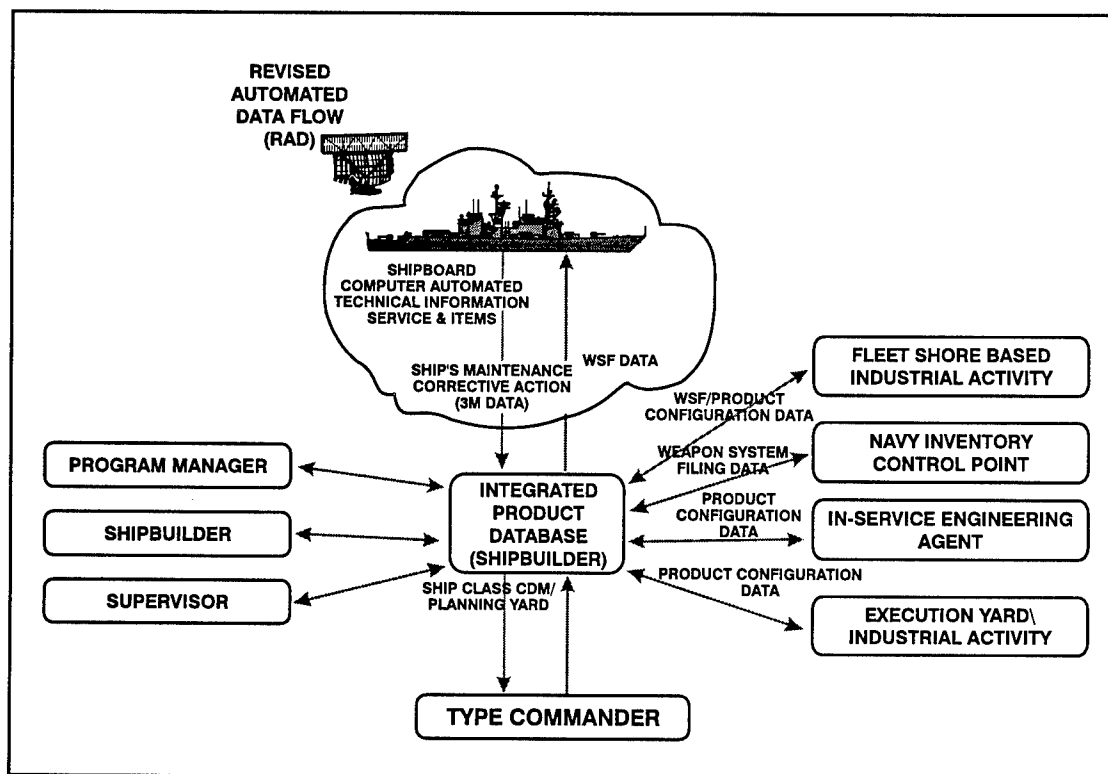 REVISED
AUTOMATED
DATA FLOW
(RAD)
SHIPBOARD
COMPUTER AUTOMATED
TECHNICAL INFORMATION
SERVICE & ITEMS
SHIP'S MAINTENANCE
CORRECTIVE ACTION
(3M DATA)
WSF DATA
FLEET SHORE BASED
INDUSTRIAL ACTIVITY
WSF/PRODUCT
CONFIGURATION DATA
WEAPON SYSTEM
FILING DATA
NAVY INVENTORY
CONTROL POINT
PROGRAM MANAGER
INTEGRATED
PRODUCT
DATABASE
(SHIPBUILDER)
PRODUCT
CONFIGURATION
DATA
IN-SERVICE ENGINEERING
AGENT
SHIPBUILDER
SHIP CLASS CDM/
PLANNING YARD
PRODUCT CONFIGURATION
DATA
SUPERVISOR
EXECUTION YARD\
INDUSTRIAL ACTIVITY
TYPE COMMANDER